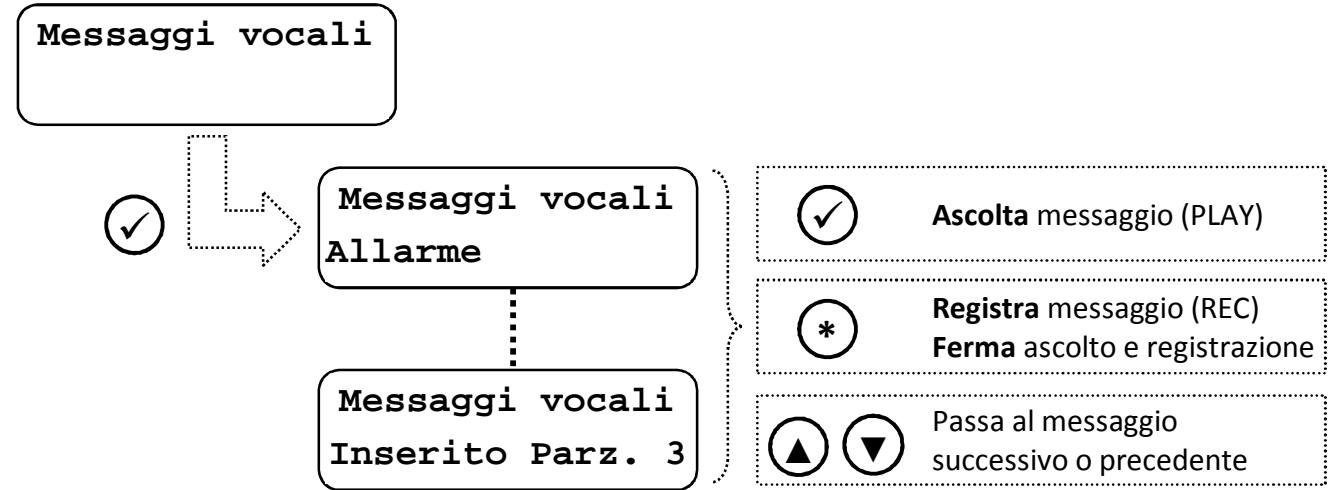 Messaggi vocali
✓
Messaggi vocali
Allarme
Messaggi vocali
Inserito Parz. 3
✓ Ascolta messaggio (PLAY)
* Registra messaggio (REC)
Ferma ascolto e registrazione
▲ ▼ Passa al messaggio
successivo o precedente